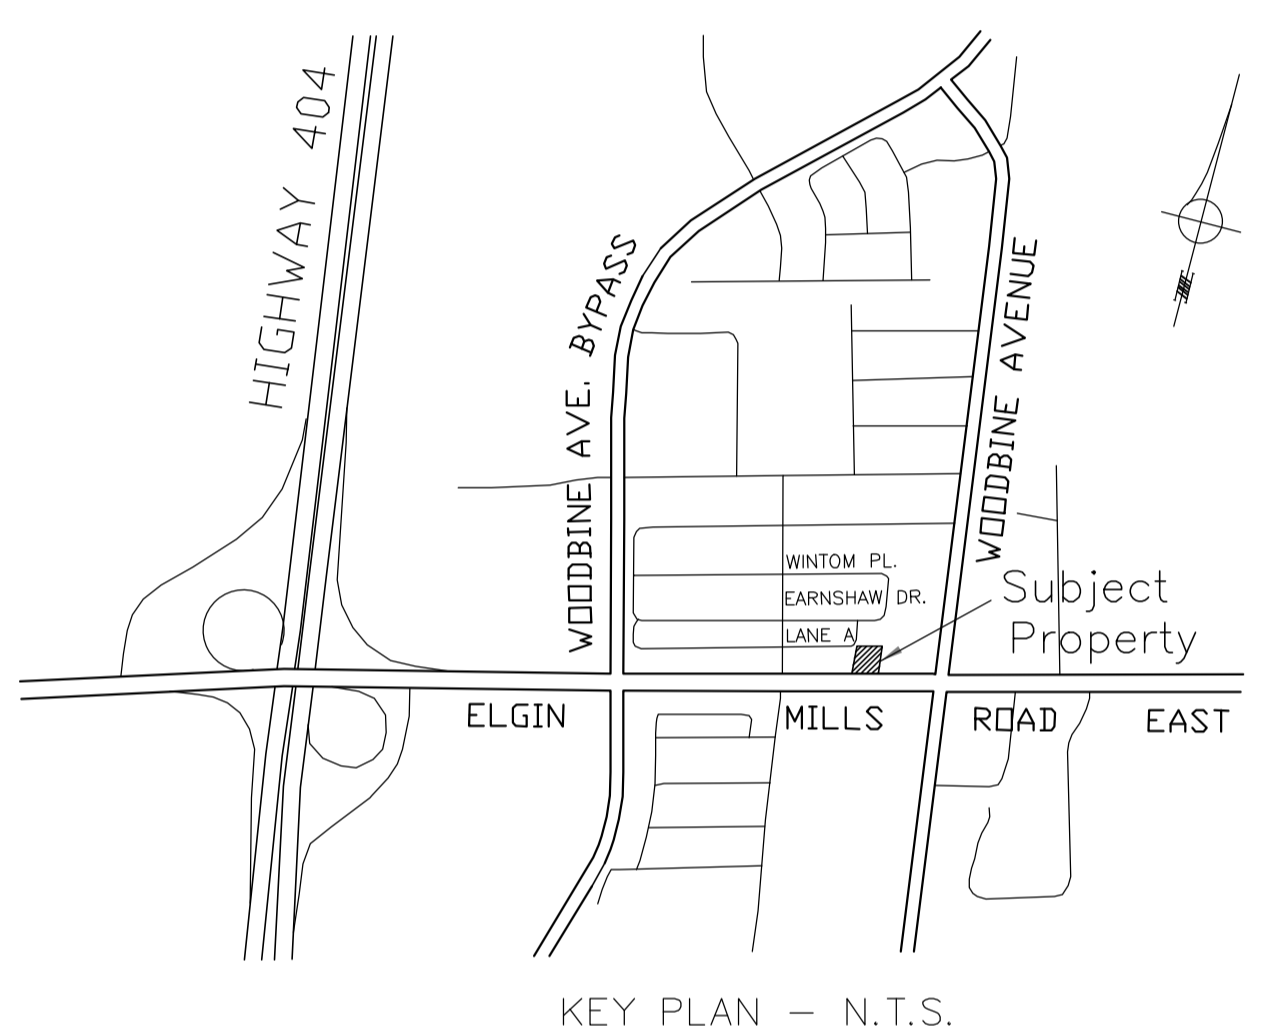 HIGHWAY 404
WOODBINE AVE. BYPASS
WOODBINE AVENUE
N
WINTOM PL.
EARNSHAW DR.
LANE A
Subject
Property
ELGIN MILLS ROAD EAST
KEY PLAN — N.T.S.